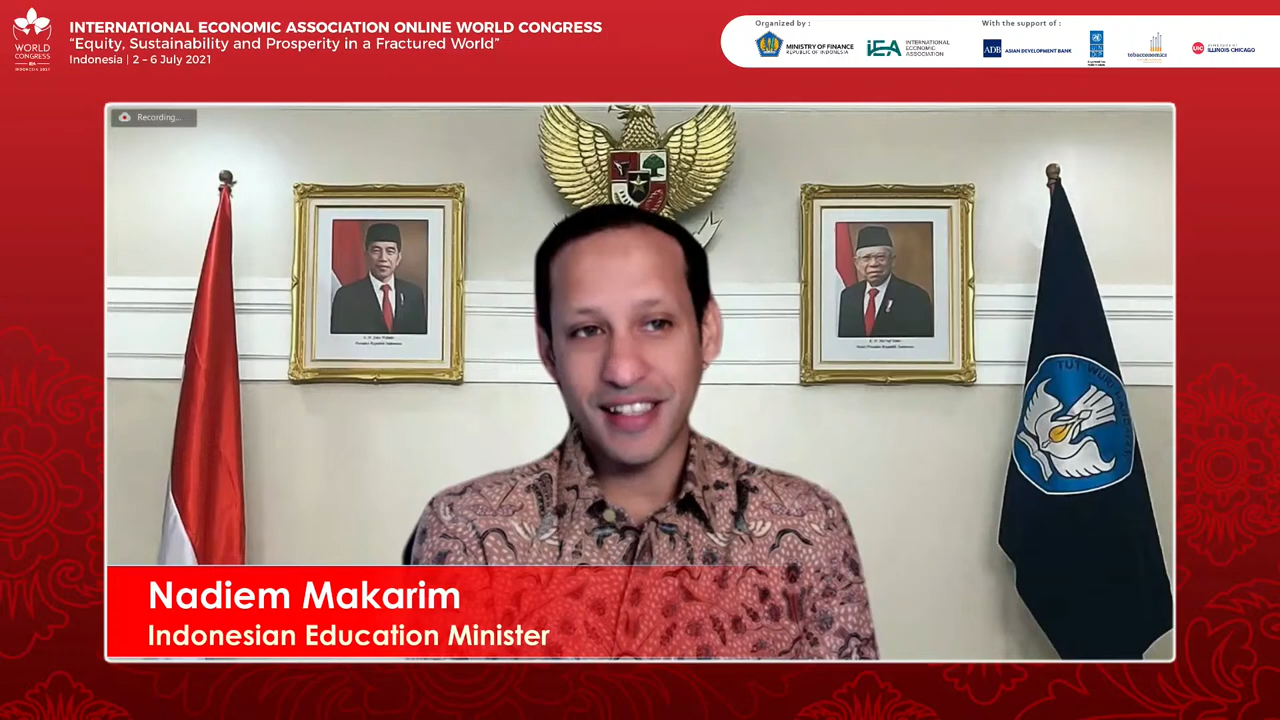 WORLD
CONGRESS
INDONESIA 2021
INTERNATIONAL ECONOMIC ASSOCIATION ONLINE WORLD CONGRESS
“Equity, Sustainability and Prosperity in a Fractured World”
Indonesia | 2 – 6 July 2021
Organized by :
MINISTRY OF FINANCE
REPUBLIC OF INDONESIA
iEA
INTERNATIONAL
ECONOMIC
ASSOCIATION
With the support of :
ADB
ASIAN DEVELOPMENT BANK
UIC
ILLINOIS CHICAGO
Recording...
TUT WURI
Nadiem Makarim
Indonesian Education Minister